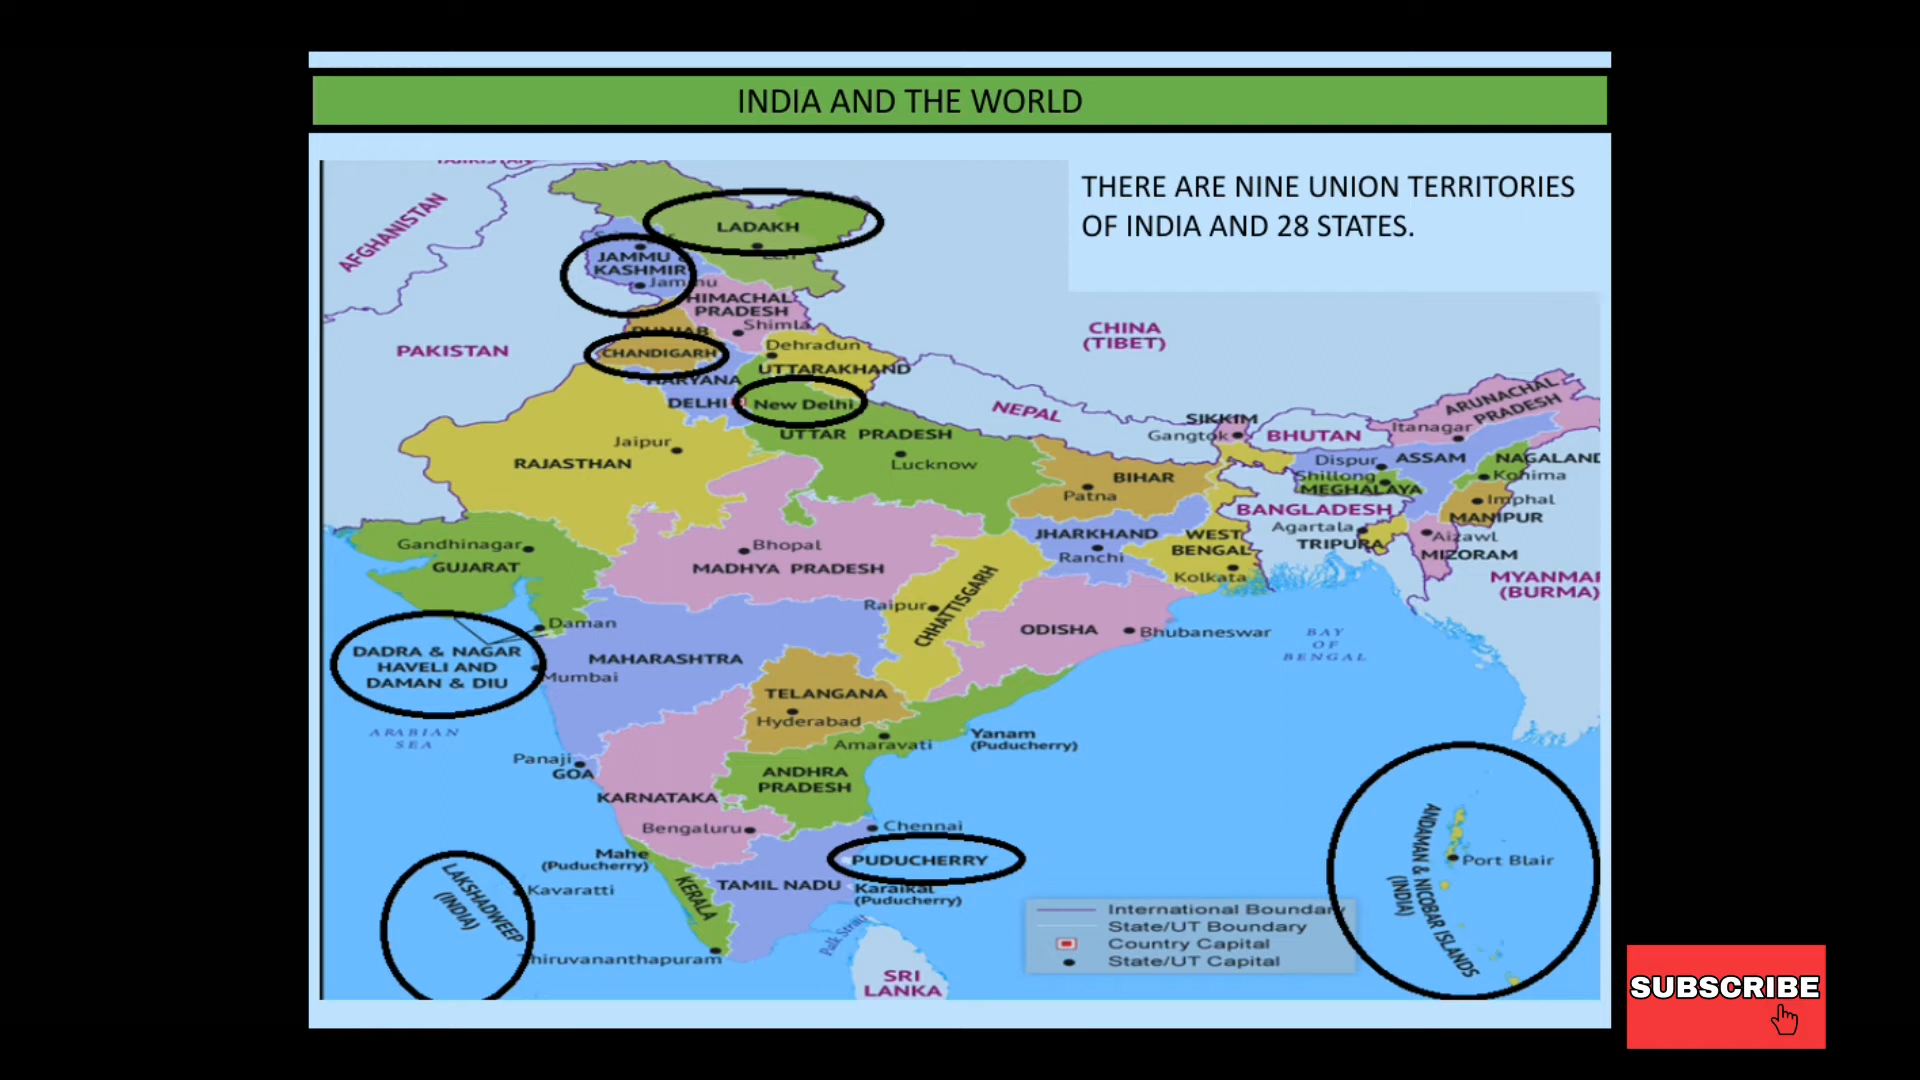 INDIA AND THE WORLD
THERE ARE NINE UNION TERRITORIES
OF INDIA AND 28 STATES.
AFGHANISTAN
LADAKH
JAMMU
KASHMIR
Jammu
HIMACHAL
PRADESH
Shimla
PAKISTAN
CHINA
(TIBET)
PUNJAB
CHANDIGARH
Dehradun
UTTARAKHAND
HARYANA
DELHI
New Delhi
NEPAL
UTTAR PRADESH
Lucknow
Jaipur
RAJASTHAN
SIKKIM
Gangtok
BHUTAN
ARUNACHAL
PRADESH
Itanagar
Dispur
ASSAM
NAGALAND
Kohima
Shillong
MEGHALAYA
Imphal
MANIPUR
BIHAR
Patna
BANGLADESH
Agartala
TRIPURA
Aizawl
MIZORAM
MYANMAR
(BURMA)
JHARKHAND
Ranchi
WEST
BENGAL
Kolkata
Gandhinagar
GUJARAT
Bhopal
MADHYA PRADESH
Raipur
CHHATTISGARH
ODISHA
Bhubaneswar
BAY
OF
BENGAL
Daman
DADRA & NAGAR
HAVELI AND
DAMAN & DIU
Mumbai
MAHARASHTRA
TELANGANA
Hyderabad
ARABIAN
SEA
Amaravati
Yanam
(Puducherry)
Panaji
GOA
ANDHRA
PRADESH
KARNATAKA
Bengaluru
Chennai
Mahe
(Puducherry)
PUDUCHERRY
TAMIL NADU
Karaikal
(Puducherry)
KERALA
LAKSHADWEEP
(INDIA)
Kavaratti
Thiruvananthapuram
Palk Strait
SRI
LANKA
ANDAMAN & NICOBAR ISLANDS
(INDIA)
Port Blair
International Boundary
State/UT Boundary
Country Capital
State/UT Capital
SUBSCRIBE